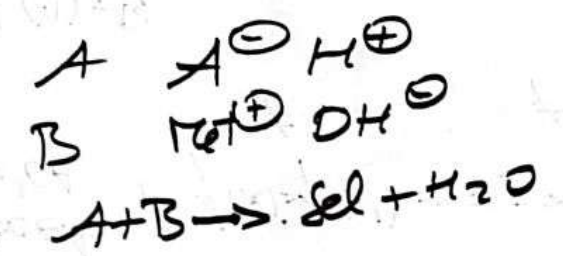 A A⊖ H⊕
B Met⊕ OH⊖
A+B → Sel + H2O